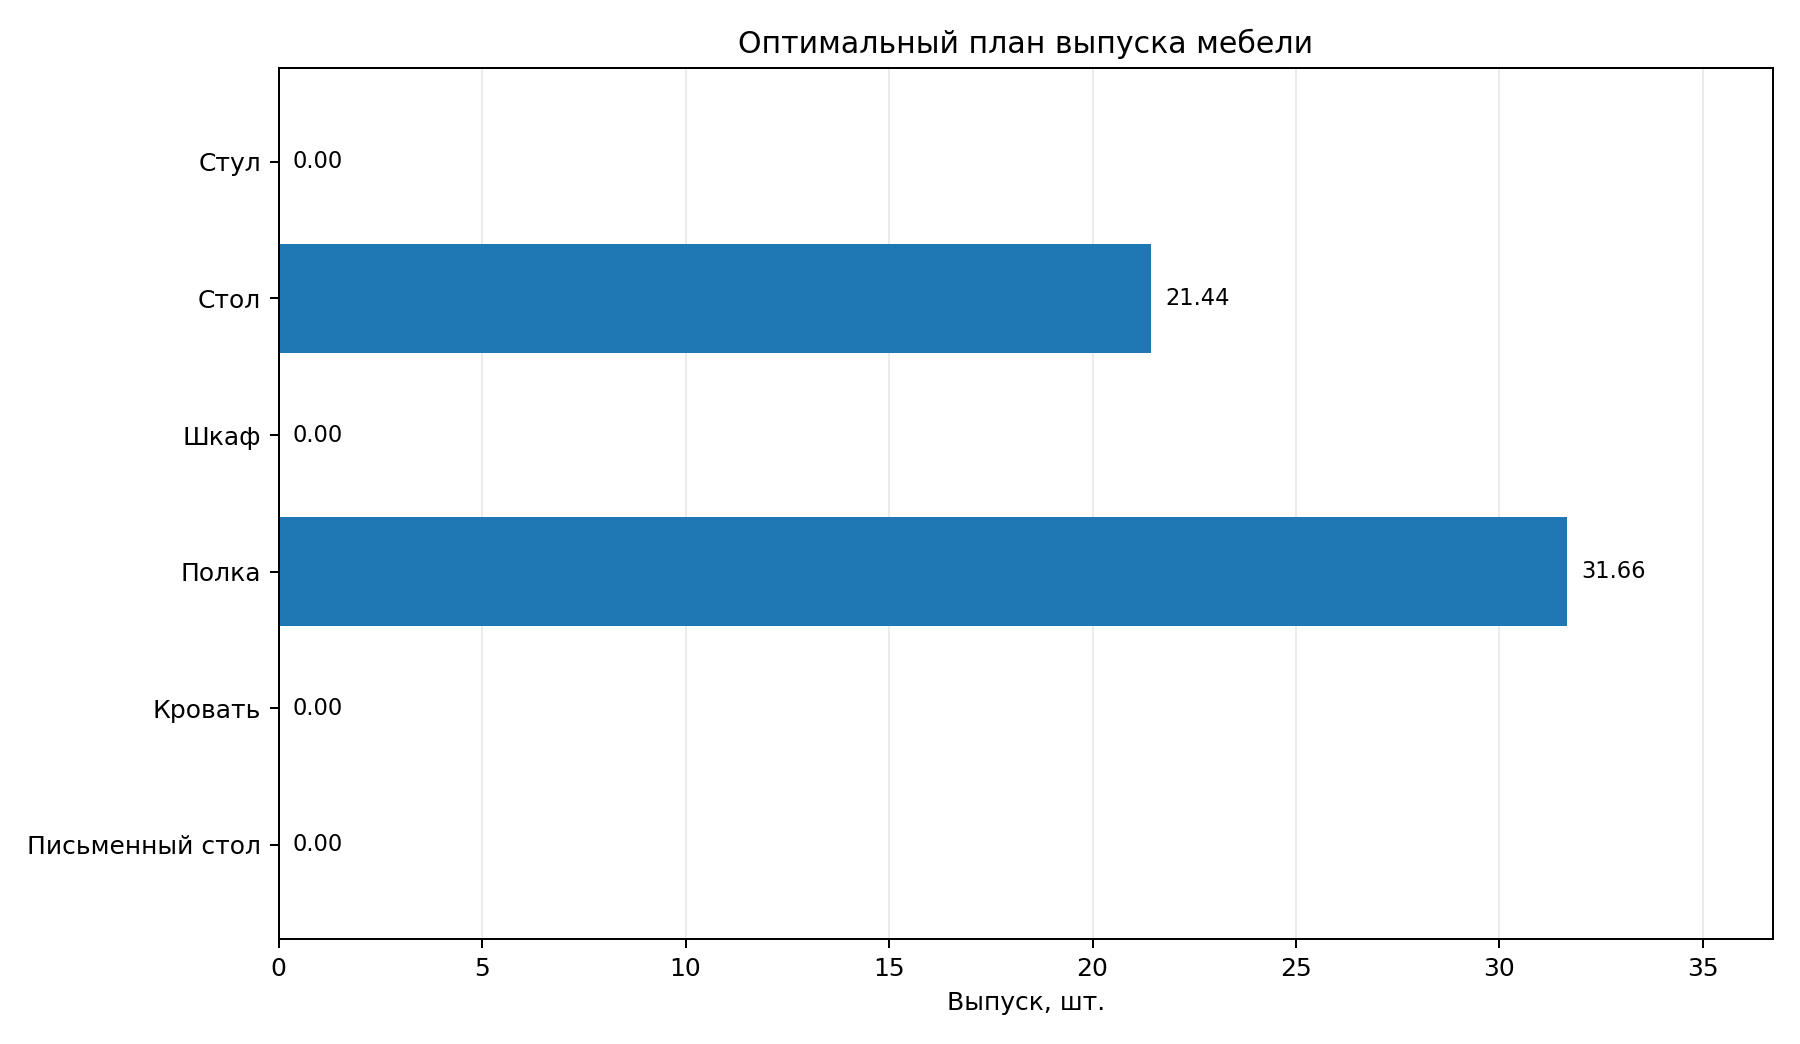 Оптимальный план выпуска мебели
Стул
0.00
Стол
21.44
Шкаф
0.00
Полка
31.66
Кровать
0.00
Письменный стол
0.00
0 5 10 15 20 25 30 35
Выпуск, шт.